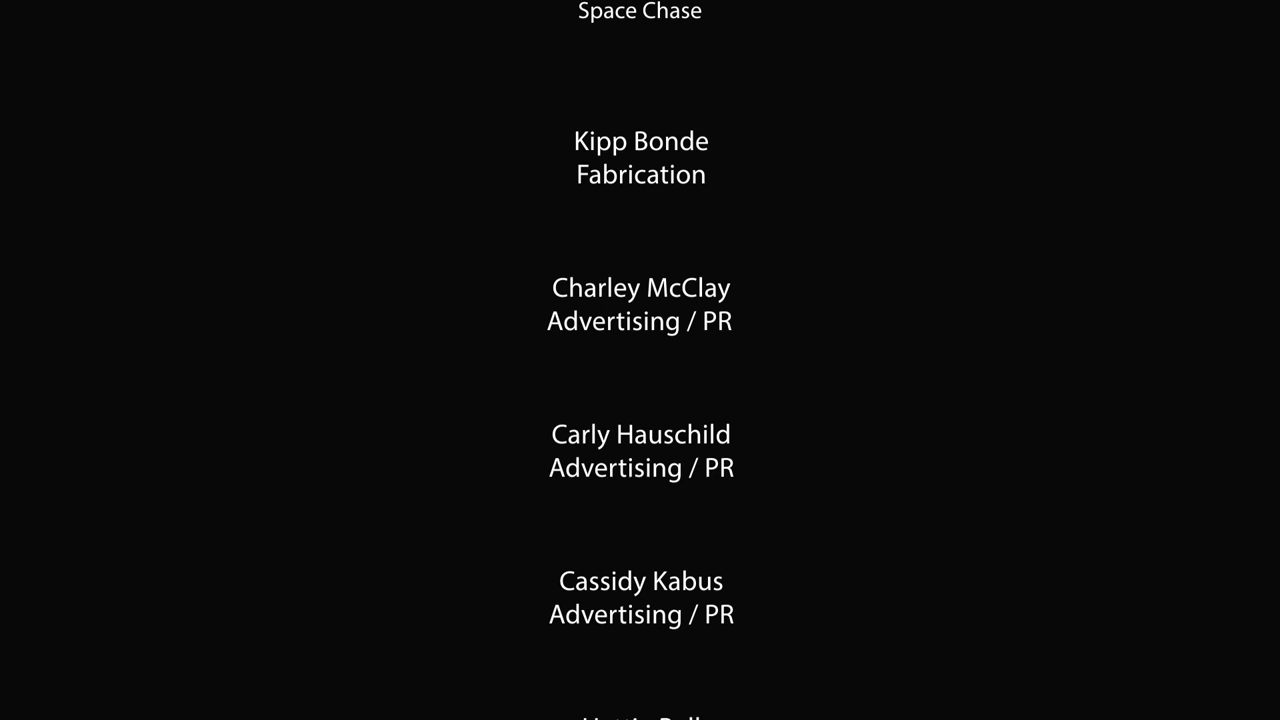 Space Chase
Kipp Bonde
Fabrication
Charley McClay
Advertising / PR
Carly Hauschild
Advertising / PR
Cassidy Kabus
Advertising / PR